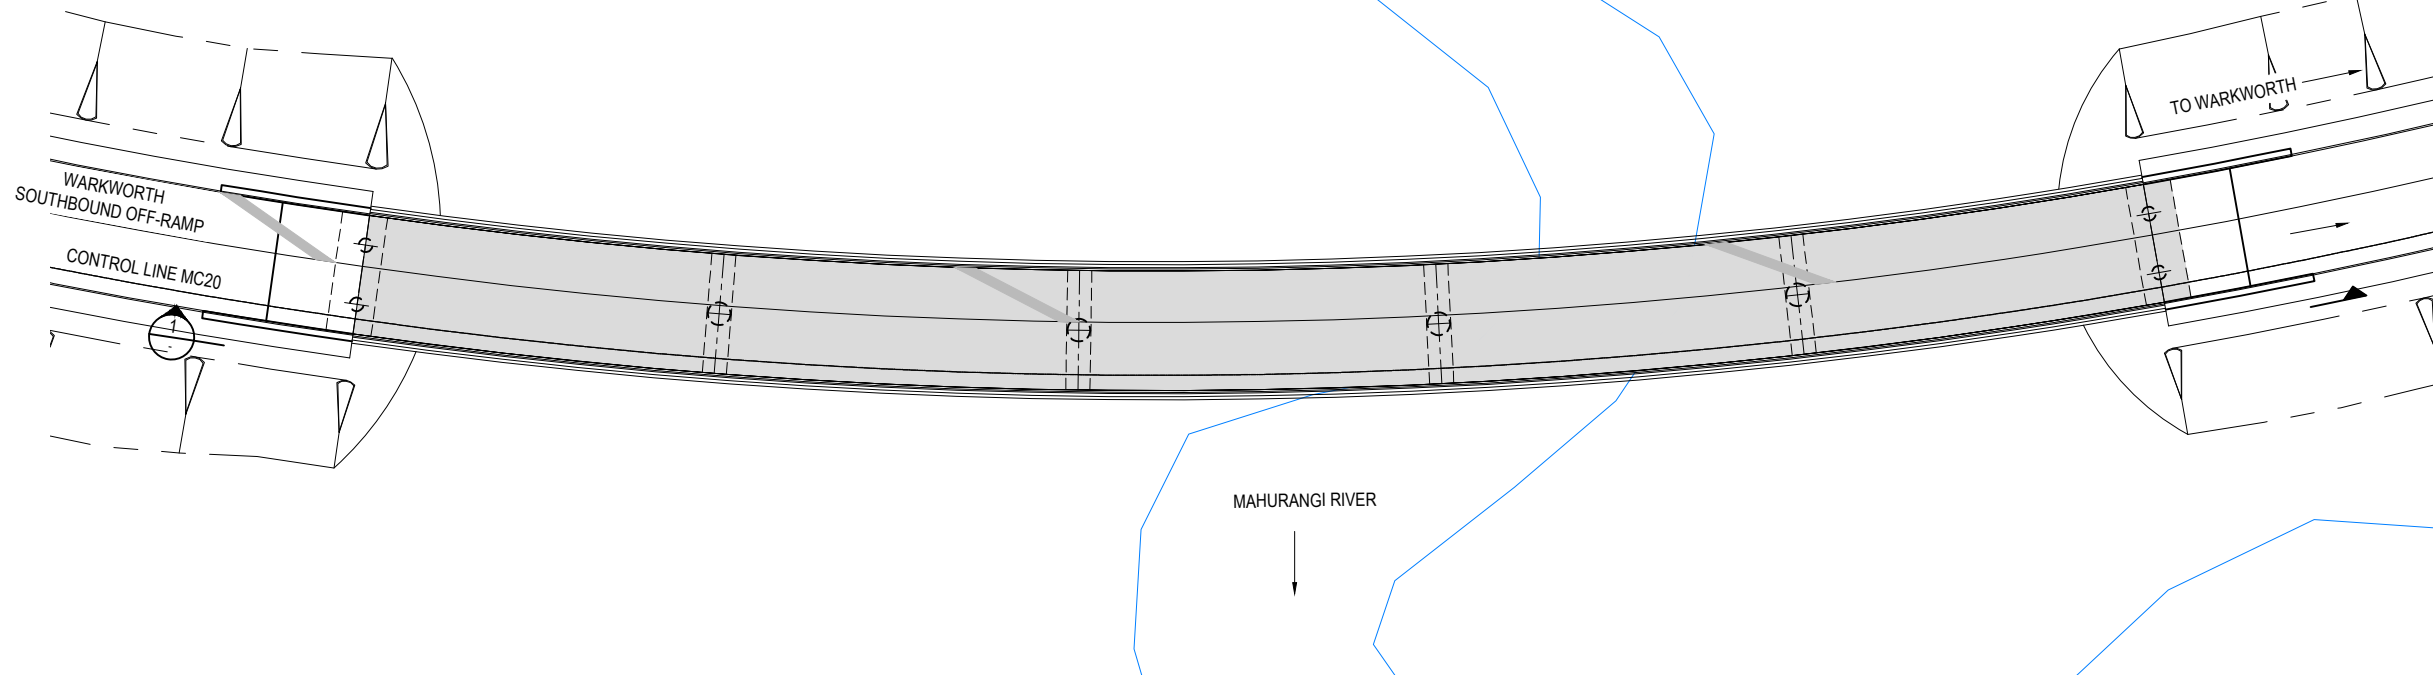 TO WARKWORTH
WARKWORTH
SOUTHBOUND OFF-RAMP
CONTROL LINE MC20
1
-
MAHURANGI RIVER